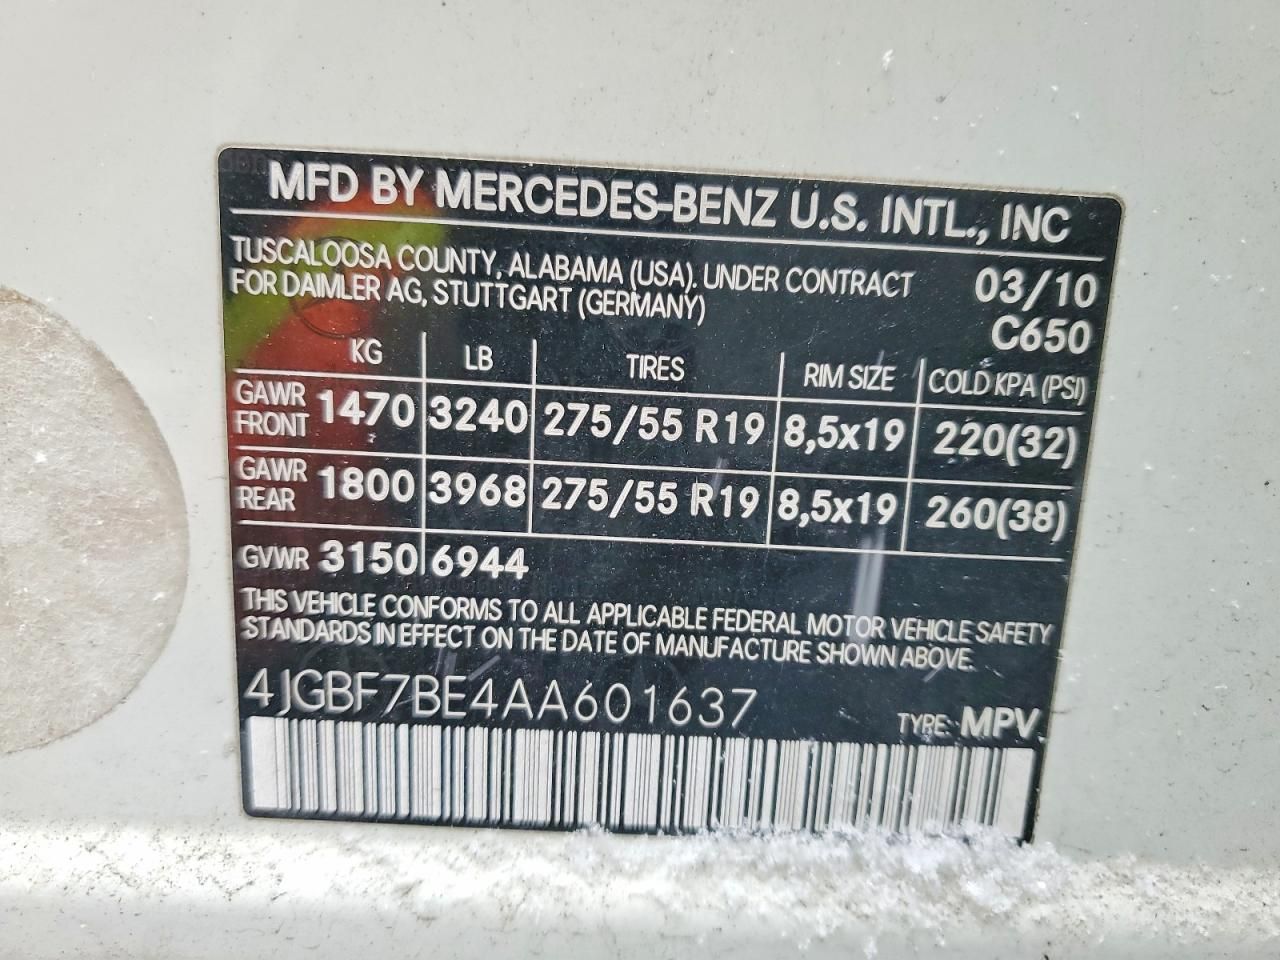 MFD BY MERCEDES-BENZ U.S. INTL., INC
TUSCALOOSA COUNTY, ALABAMA (USA). UNDER CONTRACT
FOR DAIMLER AG, STUTTGART (GERMANY)
03/10
C650
KG LB TIRES RIM SIZE COLD KPA (PSI)
GAWR FRONT 1470 3240 275/55 R19 8,5x19 220(32)
GAWR REAR 1800 3968 275/55 R19 8,5x19 260(38)
GVWR 3150 6944
THIS VEHICLE CONFORMS TO ALL APPLICABLE FEDERAL MOTOR VEHICLE SAFETY
STANDARDS IN EFFECT ON THE DATE OF MANUFACTURE SHOWN ABOVE.
4JGBF7BE4AA601637
TYPE: MPV